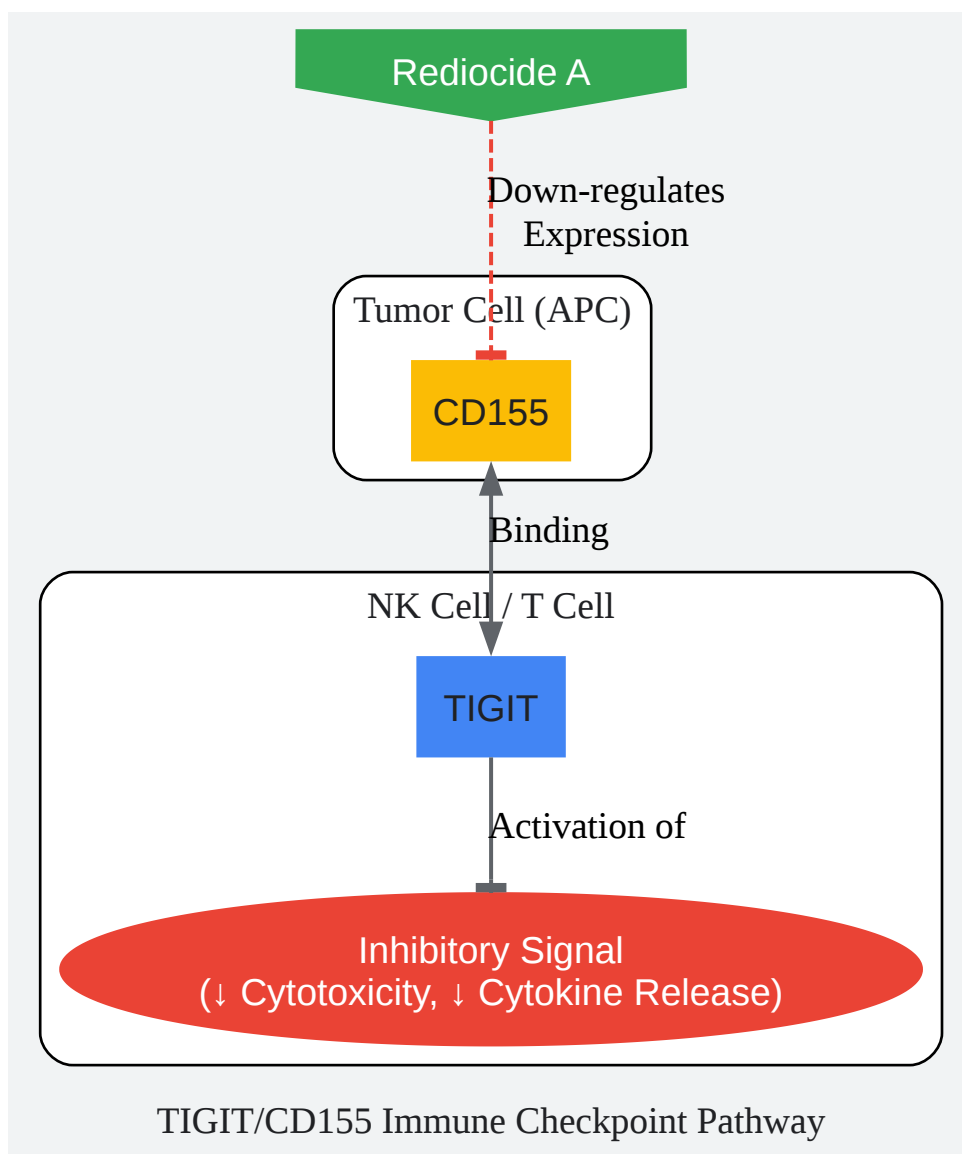 Rediocide A
Down-regulates
Expression
Tumor Cell (APC)
CD155
Binding
NK Cell / T Cell
TIGIT
Activation of
Inhibitory Signal
(↓ Cytotoxicity, ↓ Cytokine Release)
TIGIT/CD155 Immune Checkpoint Pathway